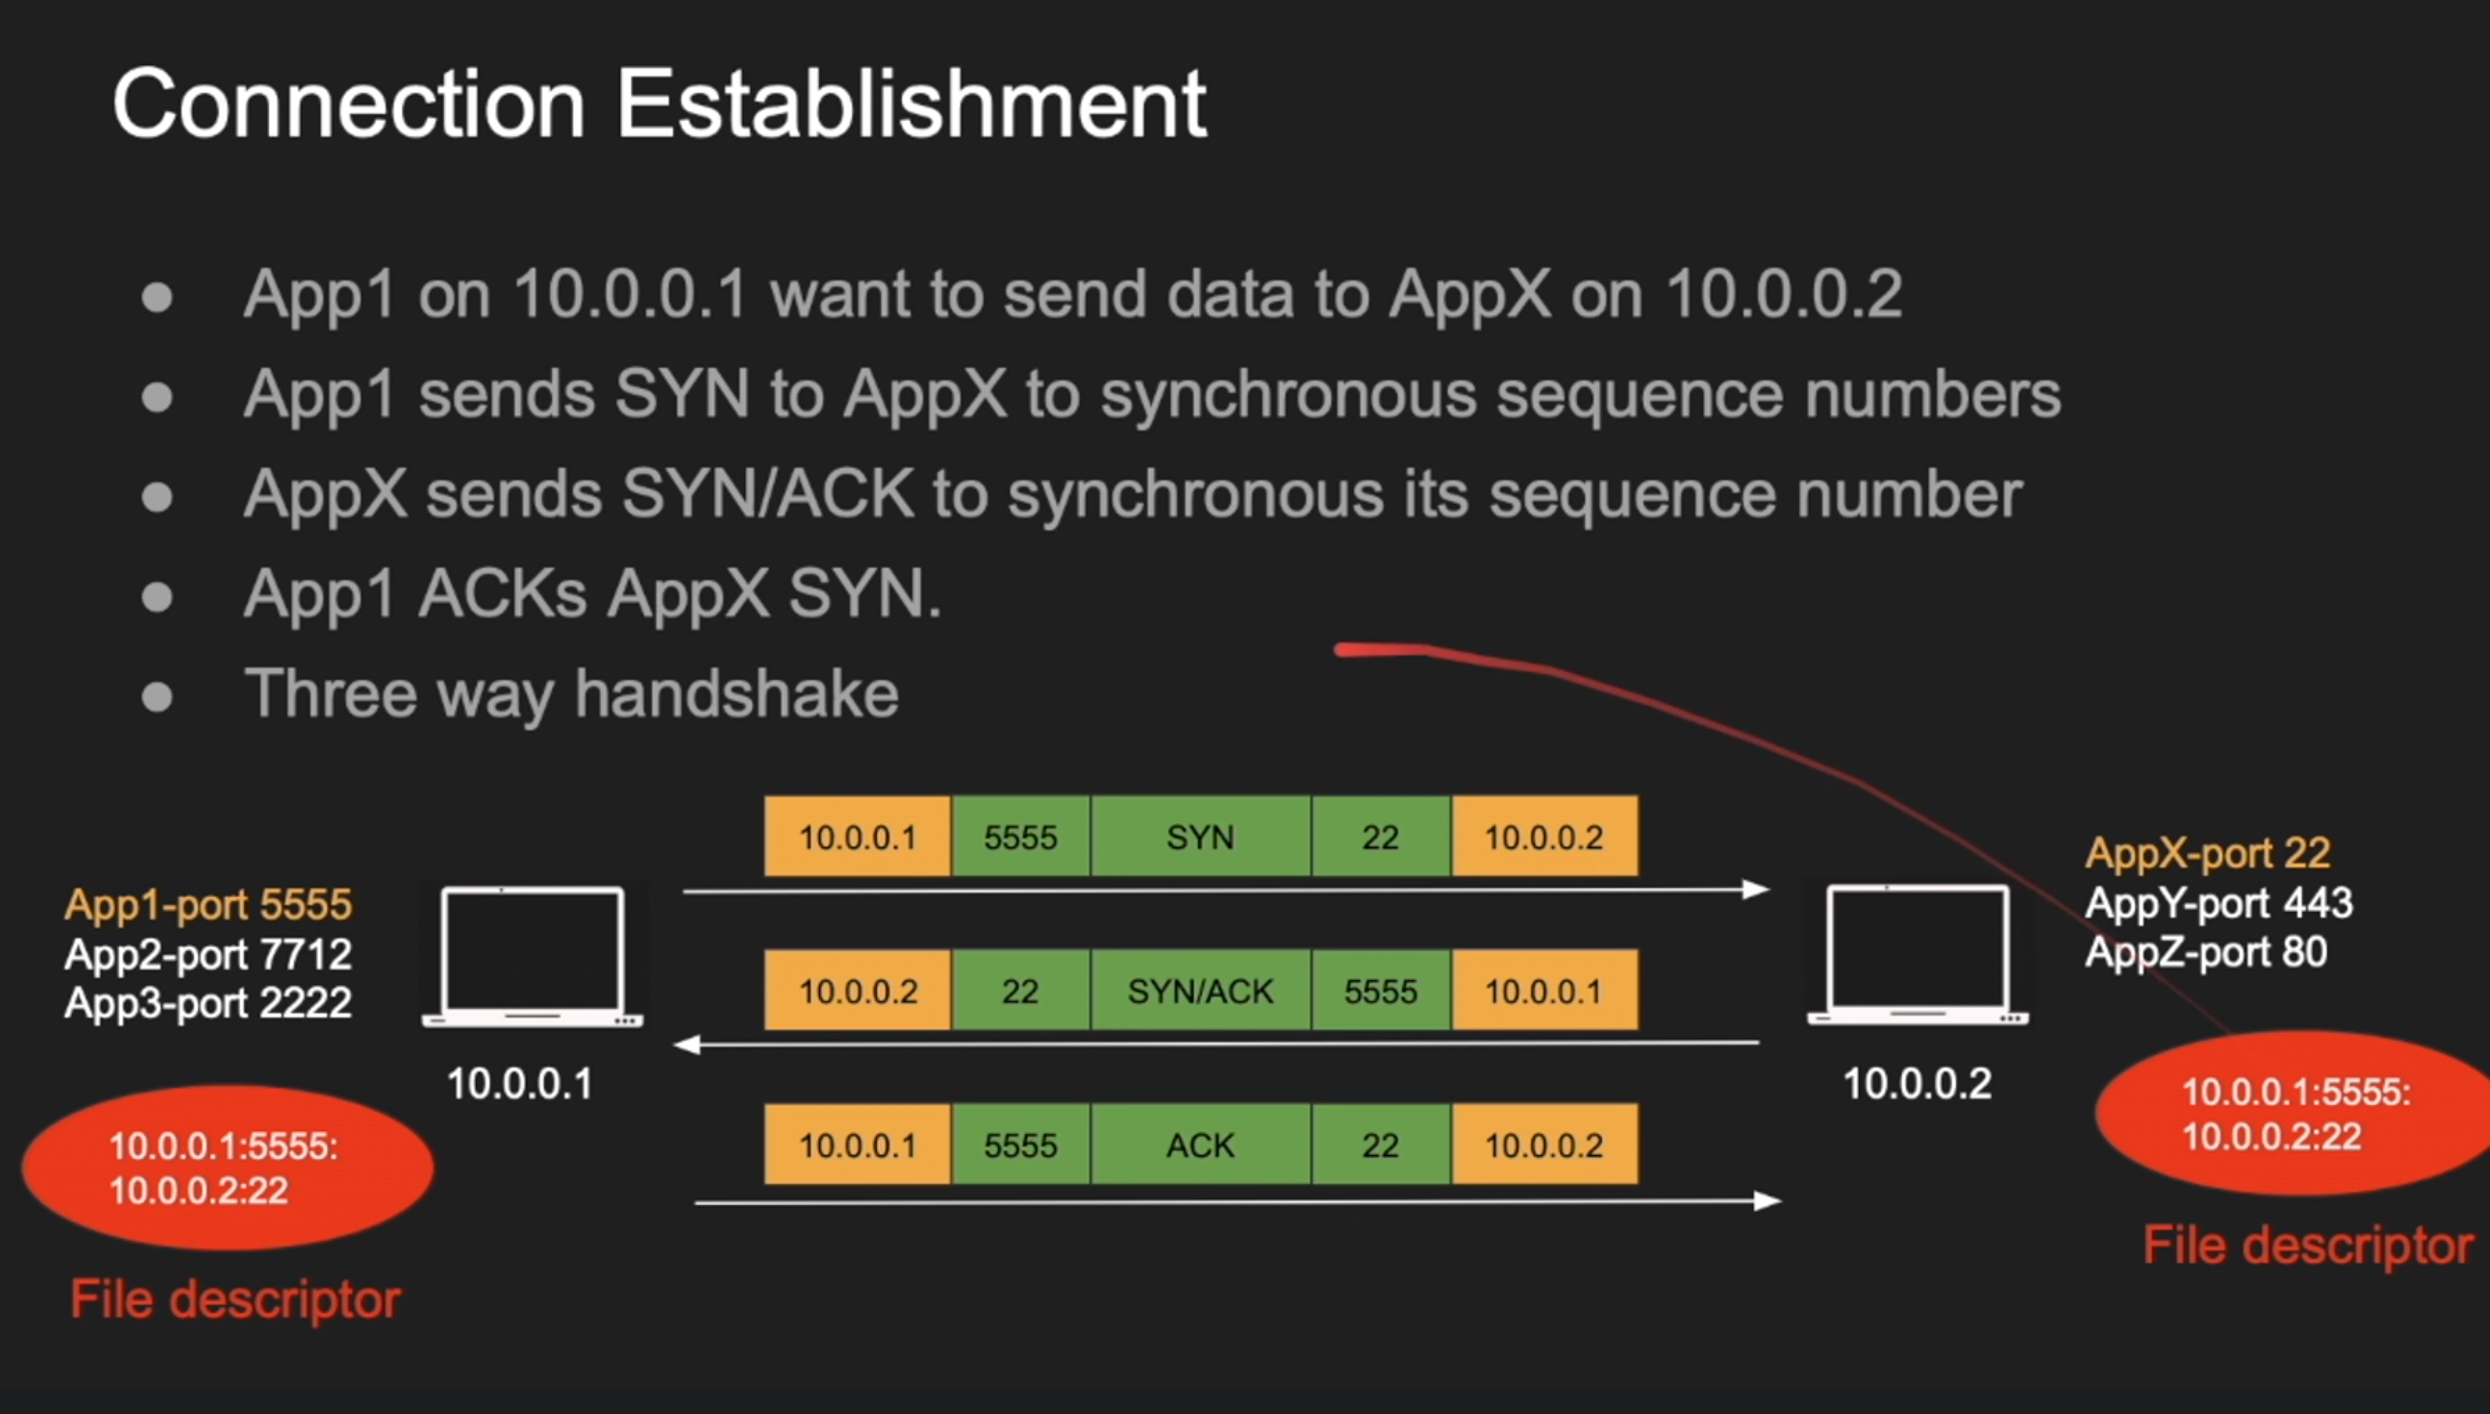 Connection Establishment
● App1 on 10.0.0.1 want to send data to AppX on 10.0.0.2
● App1 sends SYN to AppX to synchronous sequence numbers
● AppX sends SYN/ACK to synchronous its sequence number
● App1 ACKs AppX SYN.
● Three way handshake
10.0.0.1 5555 SYN 22 10.0.0.2
App1-port 5555
App2-port 7712
App3-port 2222
AppX-port 22
AppY-port 443
AppZ-port 80
10.0.0.2 22 SYN/ACK 5555 10.0.0.1
10.0.0.1
10.0.0.2
10.0.0.1 5555 ACK 22 10.0.0.2
10.0.0.1:5555:
10.0.0.2:22
File descriptor
10.0.0.1:5555:
10.0.0.2:22
File descriptor